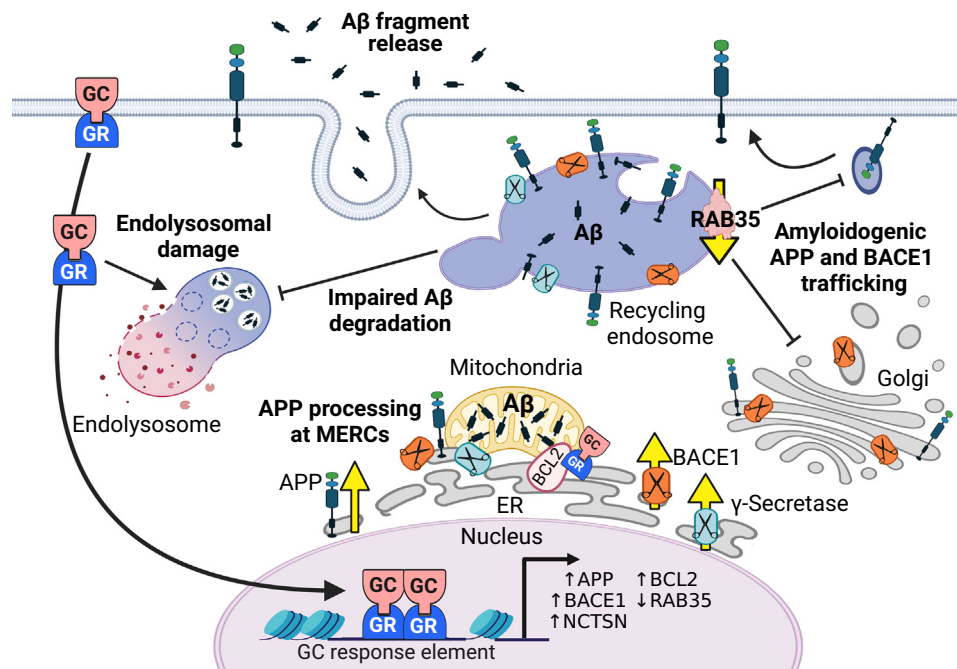 Aβ fragment
release
GC
GR
GC
GR
Endolysosomal
damage
Aβ
RAB35
Amyloidogenic
APP and BACE1
trafficking
Impaired Aβ
degradation
Recycling
endosome
Golgi
Endolysosome
Mitochondria
Aβ
APP processing
at MERCs
GC
GR
BCL2
BACE1
APP
γ-Secretase
ER
Nucleus
↑APP ↑BCL2
↑BACE1 ↓RAB35
↑NCTSN
GC GC
GR GR
GC response element